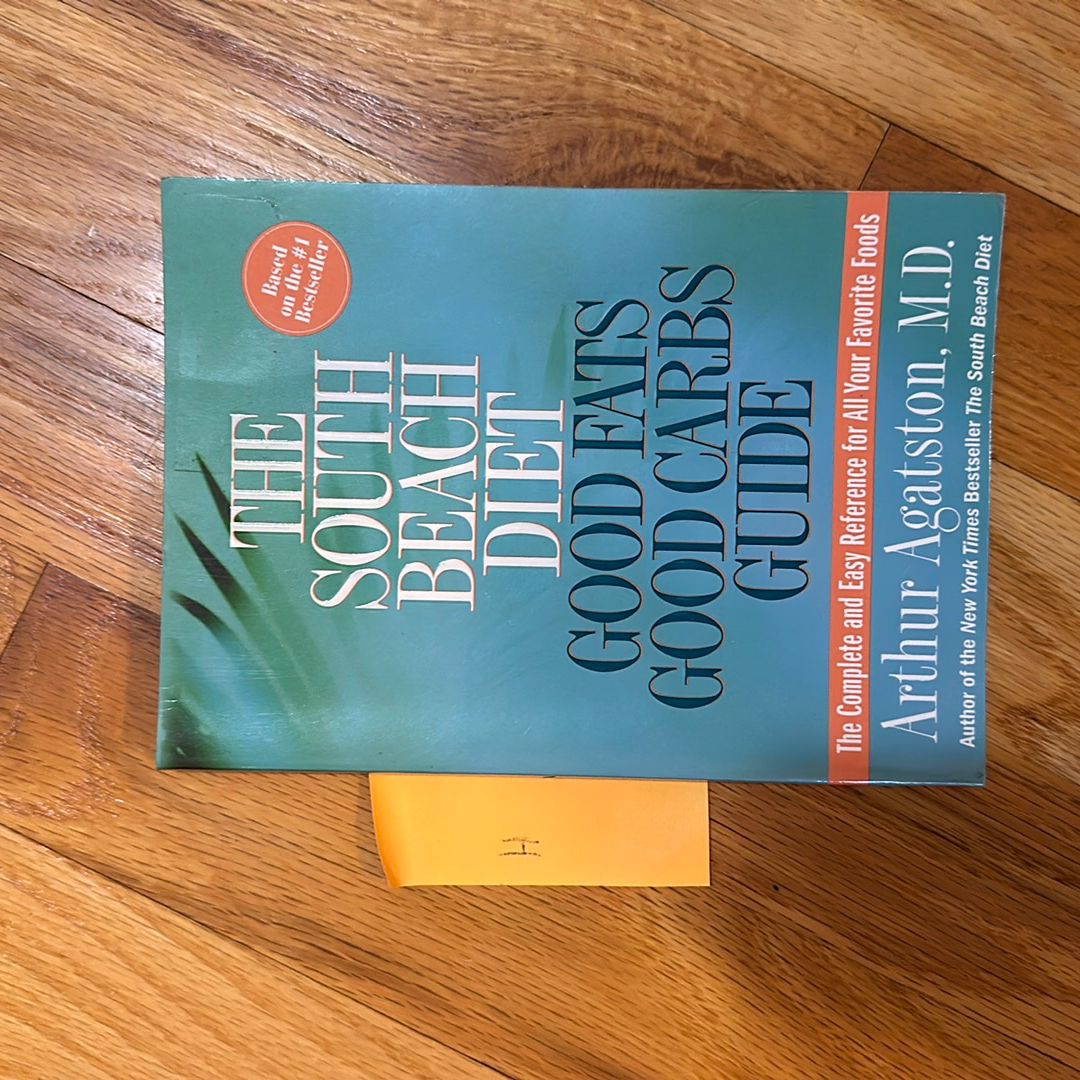 Based
on the #1
Bestseller
THE
SOUTH
BEACH
DIET
GOOD FATS
GOOD CARBS
GUIDE
The Complete and Easy Reference for All Your Favorite Foods
Arthur Agatston, M.D.
Author of the New York Times Bestseller The South Beach Diet
H